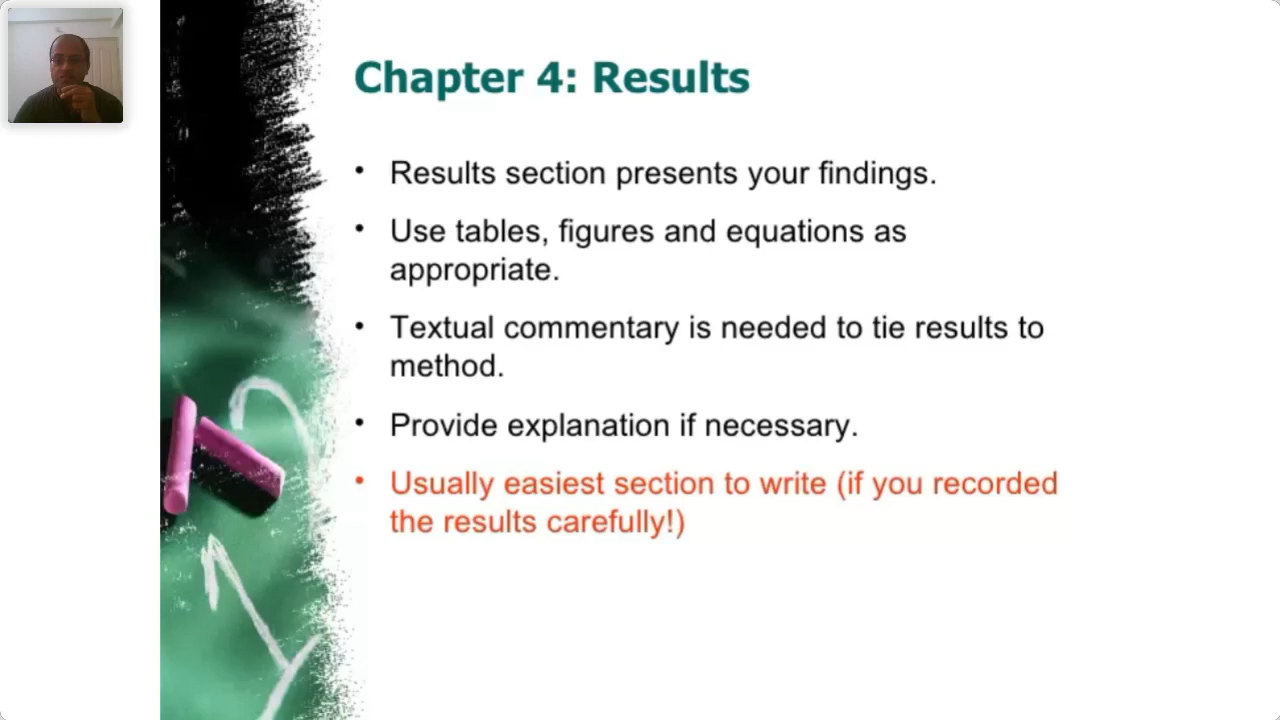 Chapter 4: Results
• Results section presents your findings.
• Use tables, figures and equations as
appropriate.
• Textual commentary is needed to tie results to
method.
• Provide explanation if necessary.
• Usually easiest section to write (if you recorded
the results carefully!)